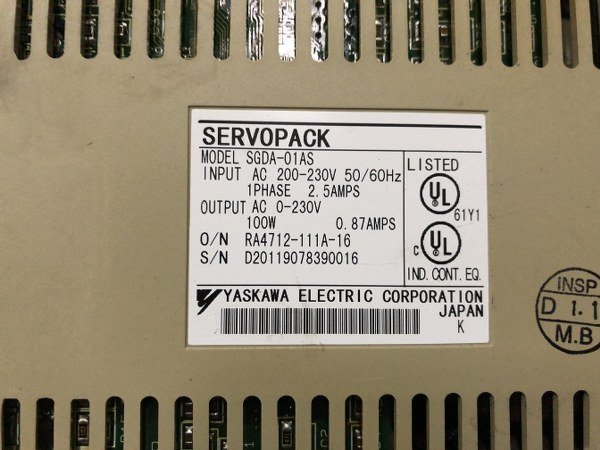 SERVOPACK
MODEL SGDA-01AS
INPUT AC 200-230V 50/60Hz
1PHASE 2.5AMPS
OUTPUT AC 0-230V
100W 0.87AMPS
O/N RA4712-111A-16
S/N D20119078390016
LISTED
UL
61Y1
C UL
IND. CONT. EQ.
YASKAWA ELECTRIC CORPORATION
JAPAN
K
INSP
D 1.1
M.B